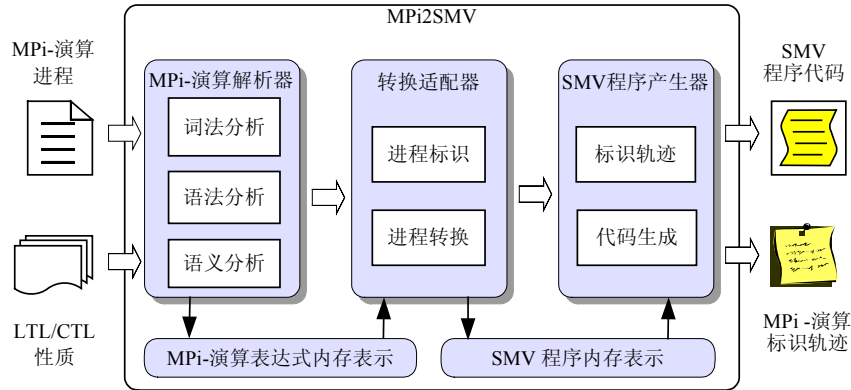 MPi2SMV
MPi-演算
进程
LTL/CTL
性质
MPi-演算解析器
词法分析
语法分析
语义分析
转换适配器
进程标识
进程转换
SMV程序产生器
标识轨迹
代码生成
MPi-演算表达式内存表示
SMV 程序内存表示
SMV
程序代码
MPi -演算
标识轨迹